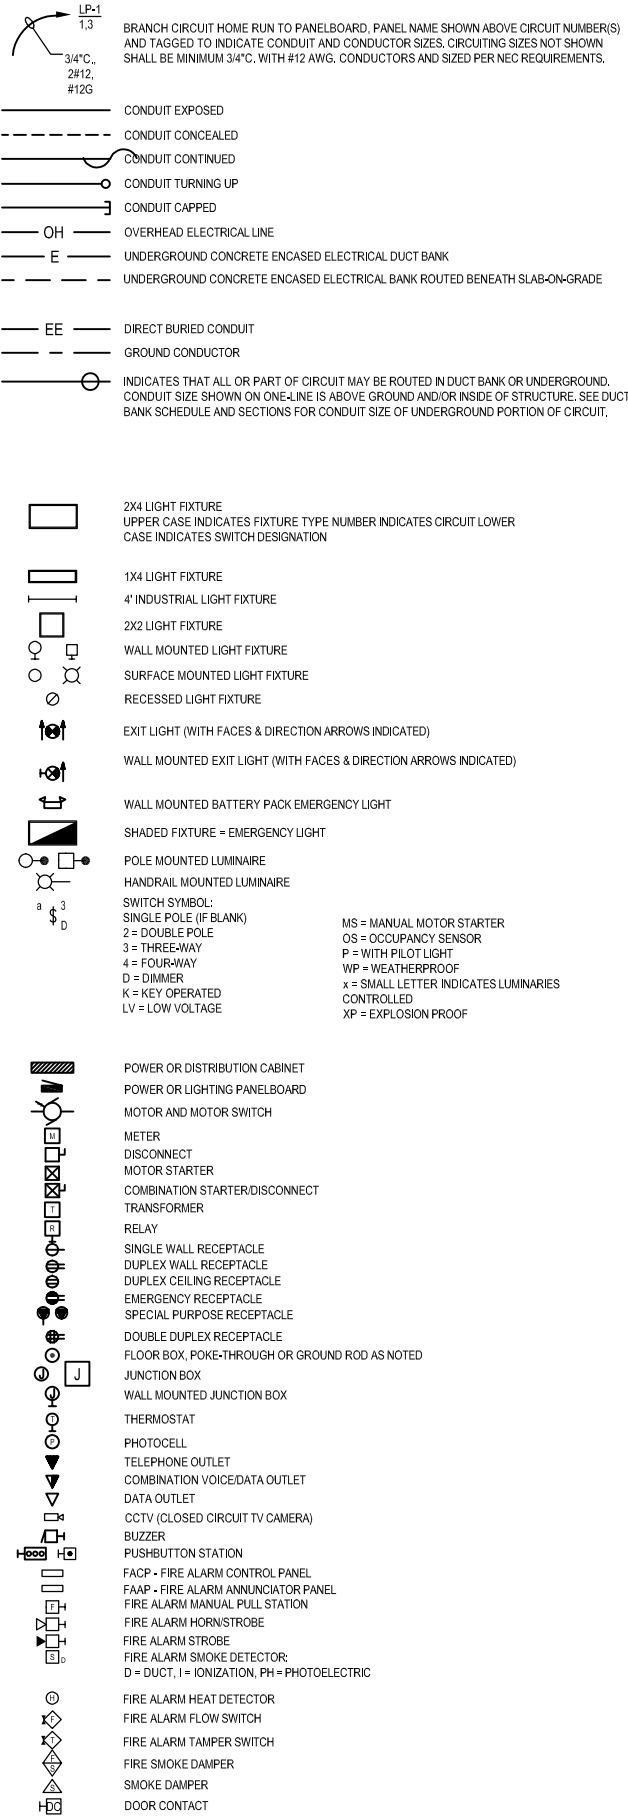 LP-1
1,3
3/4"C.,
2#12,
#12G
BRANCH CIRCUIT HOME RUN TO PANELBOARD, PANEL NAME SHOWN ABOVE CIRCUIT NUMBER(S)
AND TAGGED TO INDICATE CONDUIT AND CONDUCTOR SIZES. CIRCUITING SIZES NOT SHOWN
SHALL BE MINIMUM 3/4"C. WITH #12 AWG. CONDUCTORS AND SIZED PER NEC REQUIREMENTS.
CONDUIT EXPOSED
CONDUIT CONCEALED
CONDUIT CONTINUED
CONDUIT TURNING UP
CONDUIT CAPPED
OH OVERHEAD ELECTRICAL LINE
E UNDERGROUND CONCRETE ENCASED ELECTRICAL DUCT BANK
UNDERGROUND CONCRETE ENCASED ELECTRICAL BANK ROUTED BENEATH SLAB-ON-GRADE
EE DIRECT BURIED CONDUIT
GROUND CONDUCTOR
INDICATES THAT ALL OR PART OF CIRCUIT MAY BE ROUTED IN DUCT BANK OR UNDERGROUND.
CONDUIT SIZE SHOWN ON ONE-LINE IS ABOVE GROUND AND/OR INSIDE OF STRUCTURE. SEE DUCT
BANK SCHEDULE AND SECTIONS FOR CONDUIT SIZE OF UNDERGROUND PORTION OF CIRCUIT.
2X4 LIGHT FIXTURE
UPPER CASE INDICATES FIXTURE TYPE NUMBER INDICATES CIRCUIT LOWER
CASE INDICATES SWITCH DESIGNATION
1X4 LIGHT FIXTURE
4' INDUSTRIAL LIGHT FIXTURE
2X2 LIGHT FIXTURE
WALL MOUNTED LIGHT FIXTURE
SURFACE MOUNTED LIGHT FIXTURE
RECESSED LIGHT FIXTURE
EXIT LIGHT (WITH FACES & DIRECTION ARROWS INDICATED)
WALL MOUNTED EXIT LIGHT (WITH FACES & DIRECTION ARROWS INDICATED)
WALL MOUNTED BATTERY PACK EMERGENCY LIGHT
SHADED FIXTURE = EMERGENCY LIGHT
POLE MOUNTED LUMINAIRE
HANDRAIL MOUNTED LUMINAIRE
a $ 3 D
SWITCH SYMBOL:
SINGLE POLE (IF BLANK)
2 = DOUBLE POLE
3 = THREE-WAY
4 = FOUR-WAY
D = DIMMER
K = KEY OPERATED
LV = LOW VOLTAGE
MS = MANUAL MOTOR STARTER
OS = OCCUPANCY SENSOR
P = WITH PILOT LIGHT
WP = WEATHERPROOF
x = SMALL LETTER INDICATES LUMINARIES
CONTROLLED
XP = EXPLOSION PROOF
POWER OR DISTRIBUTION CABINET
POWER OR LIGHTING PANELBOARD
MOTOR AND MOTOR SWITCH
M METER
DISCONNECT
MOTOR STARTER
COMBINATION STARTER/DISCONNECT
T TRANSFORMER
R RELAY
SINGLE WALL RECEPTACLE
DUPLEX WALL RECEPTACLE
DUPLEX CEILING RECEPTACLE
EMERGENCY RECEPTACLE
SPECIAL PURPOSE RECEPTACLE
DOUBLE DUPLEX RECEPTACLE
FLOOR BOX, POKE-THROUGH OR GROUND ROD AS NOTED
J J JUNCTION BOX
J WALL MOUNTED JUNCTION BOX
T THERMOSTAT
P PHOTOCELL
TELEPHONE OUTLET
COMBINATION VOICE/DATA OUTLET
DATA OUTLET
CCTV (CLOSED CIRCUIT TV CAMERA)
BUZZER
PUSHBUTTON STATION
FACP - FIRE ALARM CONTROL PANEL
FAAP - FIRE ALARM ANNUNCIATOR PANEL
F FIRE ALARM MANUAL PULL STATION
FIRE ALARM HORN/STROBE
FIRE ALARM STROBE
S D FIRE ALARM SMOKE DETECTOR:
D = DUCT, I = IONIZATION, PH = PHOTOELECTRIC
H FIRE ALARM HEAT DETECTOR
F FIRE ALARM FLOW SWITCH
T FIRE ALARM TAMPER SWITCH
F S FIRE SMOKE DAMPER
S SMOKE DAMPER
DC DOOR CONTACT